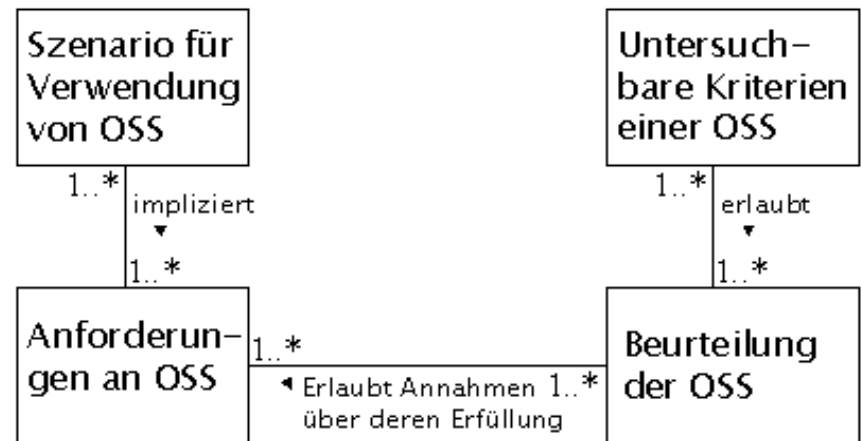 Szenario für
Verwendung
von OSS
Untersuch-
bare Kriterien
einer OSS
1..*
impliziert
1..*
1..*
erlaubt
1..*
Anforderun-
gen an OSS
1..*
Erlaubt Annahmen
über deren Erfüllung
1..*
Beurteilung
der OSS